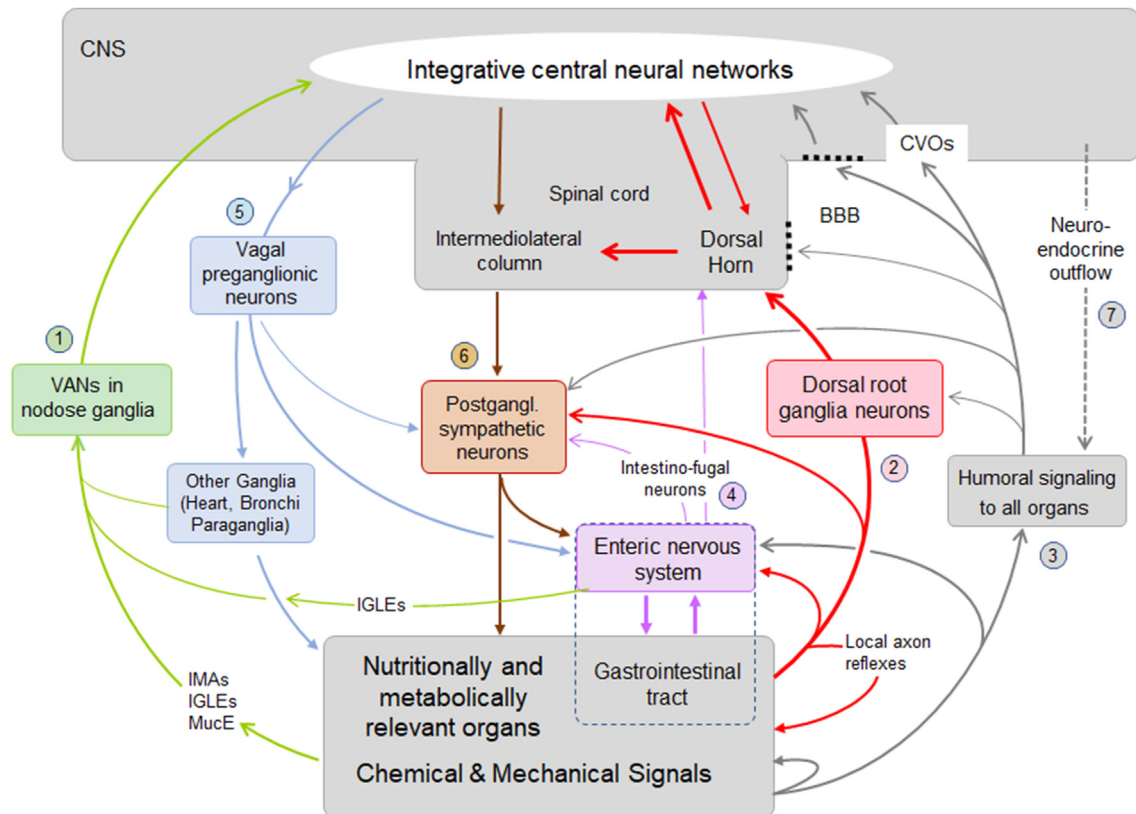 CNS
Integrative central neural networks
CVOs
Spinal cord
BBB
5
Intermediolateral
column
Dorsal
Horn
Neuro-
endocrine
outflow
Vagal
preganglionic
neurons
7
1
6
VANs in
nodose ganglia
Postgangl.
sympathetic
neurons
Dorsal root
ganglia neurons
2
Other Ganglia
(Heart, Bronchi
Paraganglia)
Intestino-fugal
neurons
4
Humoral signaling
to all organs
3
Enteric nervous
system
IGLEs
Local axon
reflexes
Nutritionally and
metabolically
relevant organs
Gastrointestinal
tract
IMAs
IGLEs
MucE
Chemical & Mechanical Signals